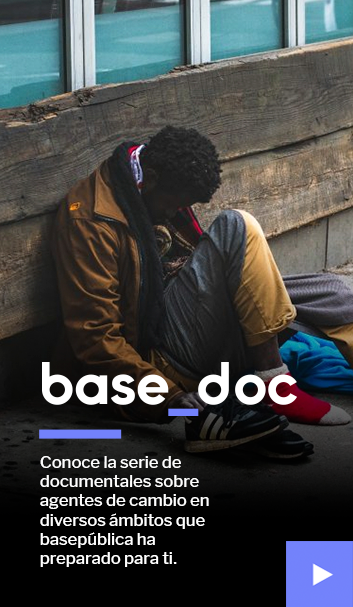 base_doc
Conoce la serie de
documentales sobre
agentes de cambio en
diversos ámbitos que
basepública ha
preparado para ti.